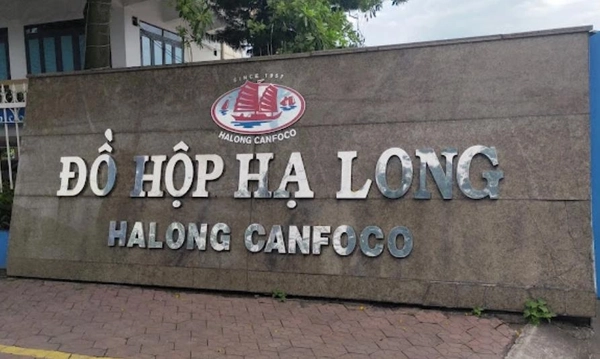 SINCE 1957
HALONG CANFOCO
ĐỒ HỘP HẠ LONG
HALONG CANFOCO